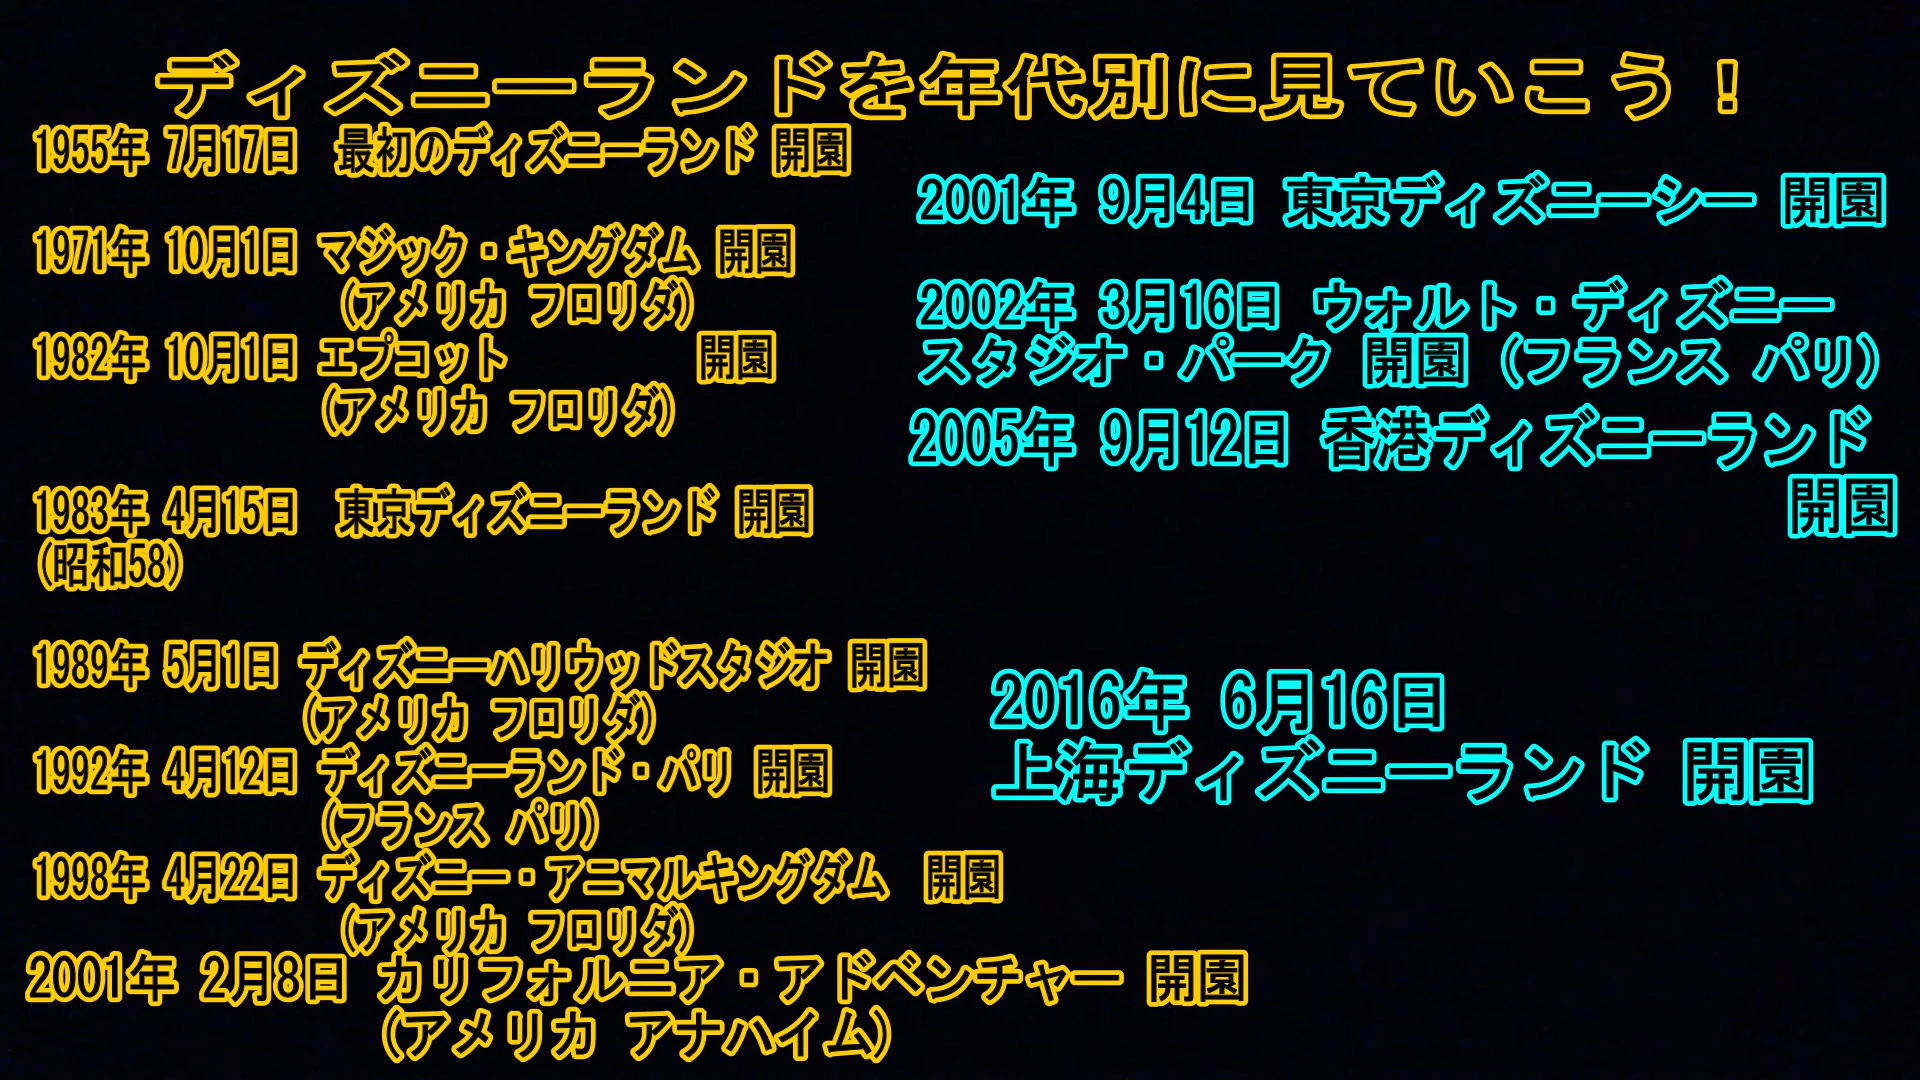 ディズニーランドを年代別に見ていこう！
1955年 7月17日　最初のディズニーランド 開園
1971年 10月1日 マジック・キングダム 開園
(アメリカ フロリダ)
1982年 10月1日 エプコット 開園
(アメリカ フロリダ)
1983年 4月15日　東京ディズニーランド 開園
(昭和58)
1989年 5月1日 ディズニーハリウッドスタジオ 開園
(アメリカ フロリダ)
1992年 4月12日 ディズニーランド・パリ 開園
(フランス パリ)
1998年 4月22日 ディズニー・アニマルキングダム　開園
(アメリカ フロリダ)
2001年 2月8日 カリフォルニア・アドベンチャー 開園
(アメリカ アナハイム)
2001年 9月4日 東京ディズニーシー 開園
2002年 3月16日 ウォルト・ディズニー
スタジオ・パーク 開園 (フランス パリ)
2005年 9月12日 香港ディズニーランド
開園
2016年 6月16日
上海ディズニーランド 開園